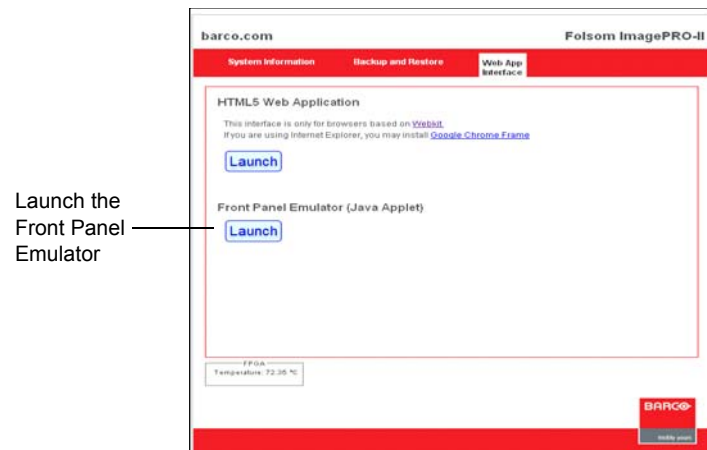 barco.com
Folsom ImagePRO-II
System Information
Backup and Restore
Web App
Interface
HTML5 Web Application
This interface is only for browsers based on Webkit.
If you are using Internet Explorer, you may install Google Chrome Frame
Launch
Launch the
Front Panel
Emulator
Front Panel Emulator (Java Applet)
Launch
FPGA
Temperature: 72.35 °C
BARCO